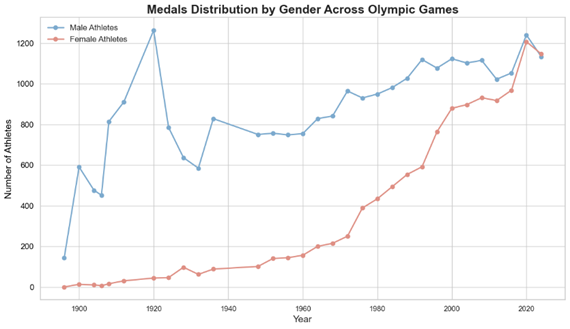 Medals Distribution by Gender Across Olympic Games
Male Athletes
Female Athletes
Number of Athletes
1200
1000
800
600
400
200
0
1900
1920
1940
1960
1980
2000
2020
Year